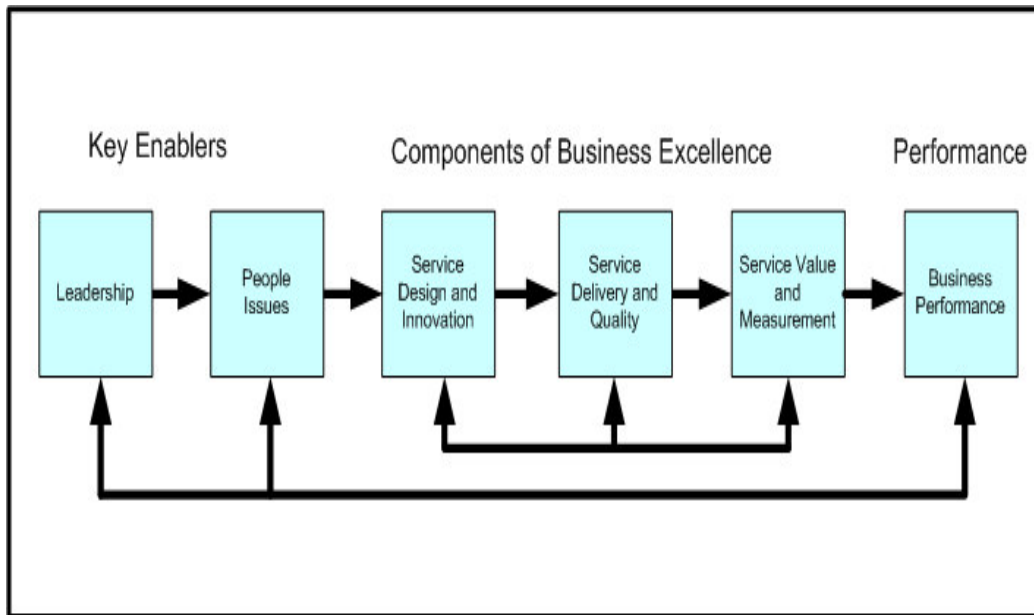 Key Enablers
Components of Business Excellence
Performance
Leadership
People
Issues
Service
Design and
Innovation
Service
Delivery and
Quality
Service Value
and
Measurement
Business
Performance